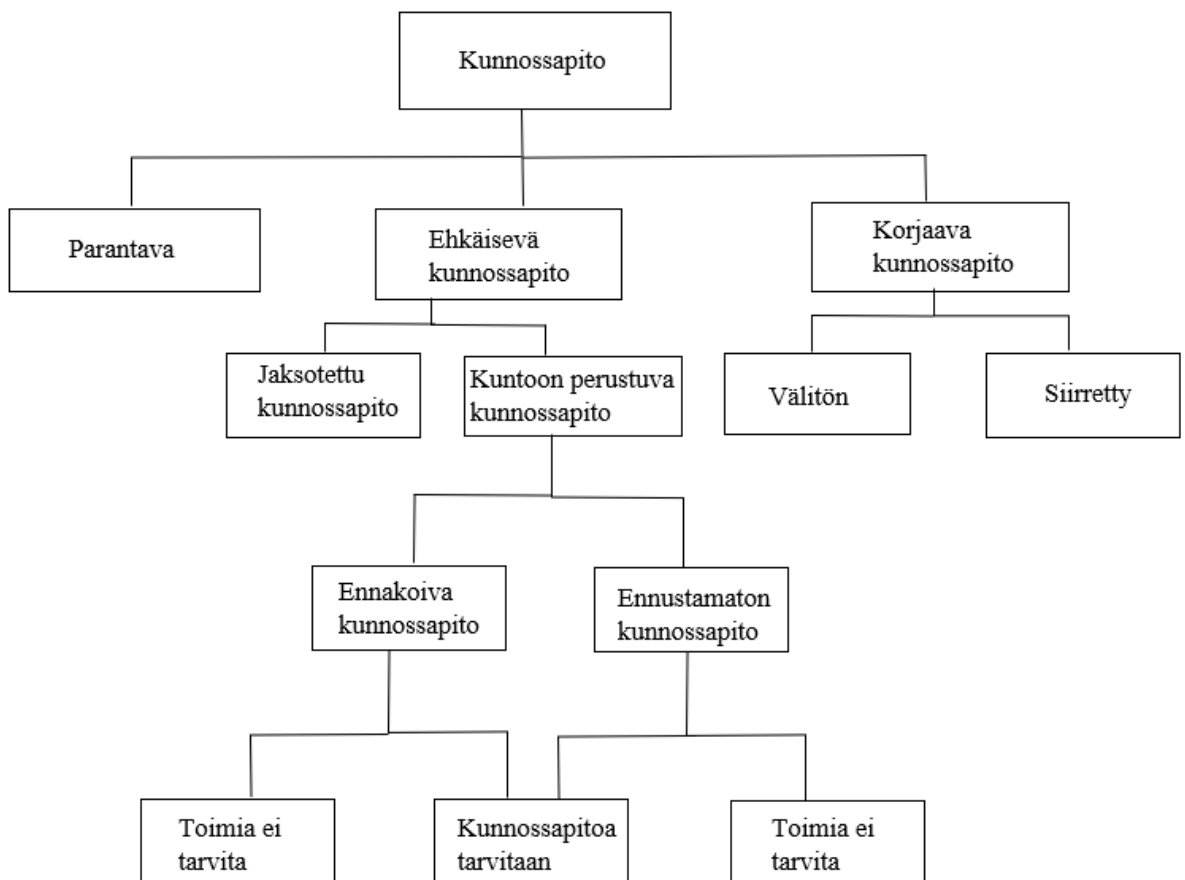 Kunnossapito
Parantava
Ehkäisevä
kunnossapito
Korjaava
kunnossapito
Jaksotettu
kunnossapito
Kuntoon perustuva
kunnossapito
Välitön
Siirretty
Ennakoiva
kunnossapito
Ennustamaton
kunnossapito
Toimia ei
tarvita
Kunnossapitoa
tarvitaan
Toimia ei
tarvita